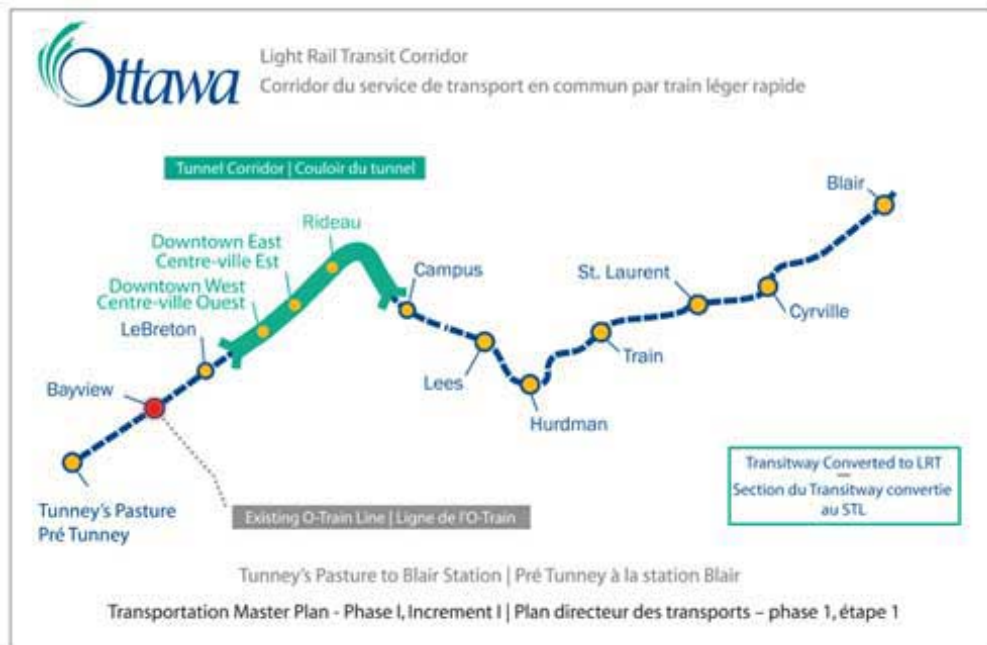 Ottawa
Light Rail Transit Corridor
Corridor du service de transport en commun par train léger rapide
Tunnel Corridor | Couloir du tunnel
Blair
Rideau
Downtown East
Centre-ville Est
Campus
St. Laurent
Downtown West
Centre-ville Ouest
Cyrville
LeBreton
Train
Bayview
Lees
Hurdman
Transitway Converted to LRT
Section du Transitway convertie
au STL
Tunney's Pasture
Pré Tunney
Existing O-Train Line | Ligne de l'O-Train
Tunney's Pasture to Blair Station | Pré Tunney à la station Blair
Transportation Master Plan - Phase I, Increment I | Plan directeur des transports – phase 1, étape 1